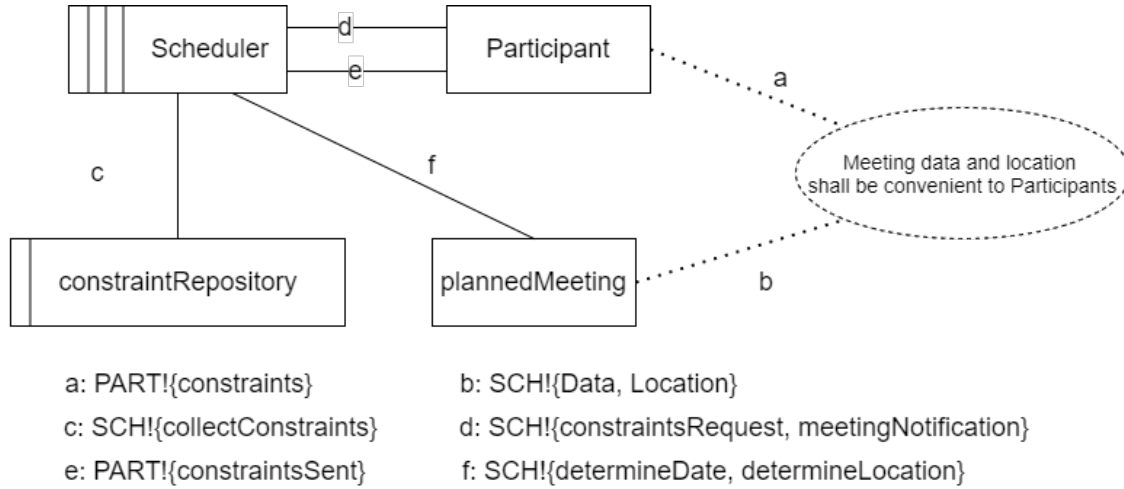 Scheduler
d
Participant
e
a
Meeting data and location
shall be convenient to Participants
c
f
constraintRepository
plannedMeeting
b
a: PART!{constraints}
b: SCH!{Data, Location}
c: SCH!{collectConstraints}
d: SCH!{constraintsRequest, meetingNotification}
e: PART!{constraintsSent}
f: SCH!{determineDate, determineLocation}